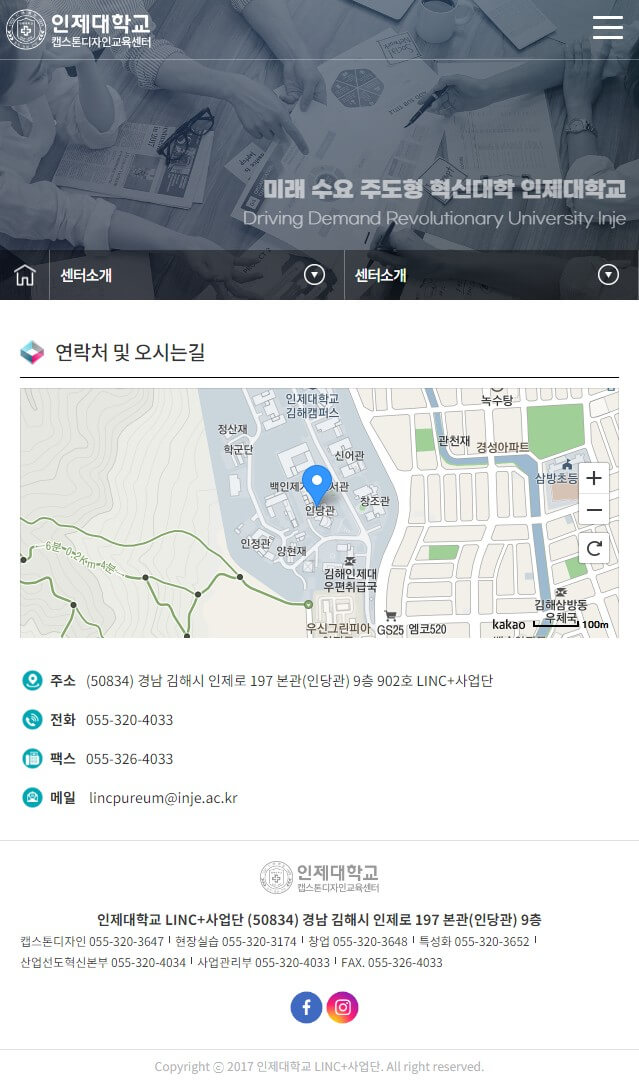 인제대학교
캡스톤디자인교육센터
미래 수요 주도형 혁신대학 인제대학교
Driving Demand Revolutionary University Inje
센터소개
센터소개
연락처 및 오시는길
인제대학교
김해캠퍼스
녹수탕
정산재
관천재
경성아파트
학군단
신어관
삼방초등
백인제기
서관
창조관
인당관
인정관
양현재
6분·0.2km·4분
김해인제대
우편취급국
김해삼방동
우체국
우신그린피아
GS25
엠코520
kakao
100m
주소 (50834) 경남 김해시 인제로 197 본관(인당관) 9층 902호 LINC+사업단
전화 055-320-4033
팩스 055-326-4033
메일 lincpureum@inje.ac.kr
인제대학교
캡스톤디자인교육센터
인제대학교 LINC+사업단 (50834) 경남 김해시 인제로 197 본관(인당관) 9층
캡스톤디자인 055-320-3647 | 현장실습 055-320-3174 | 창업 055-320-3648 | 특성화 055-320-3652 |
산업선도혁신본부 055-320-4034 | 사업관리부 055-320-4033 | FAX. 055-326-4033
Copyright ⓒ 2017 인제대학교 LINC+사업단. All right reserved.